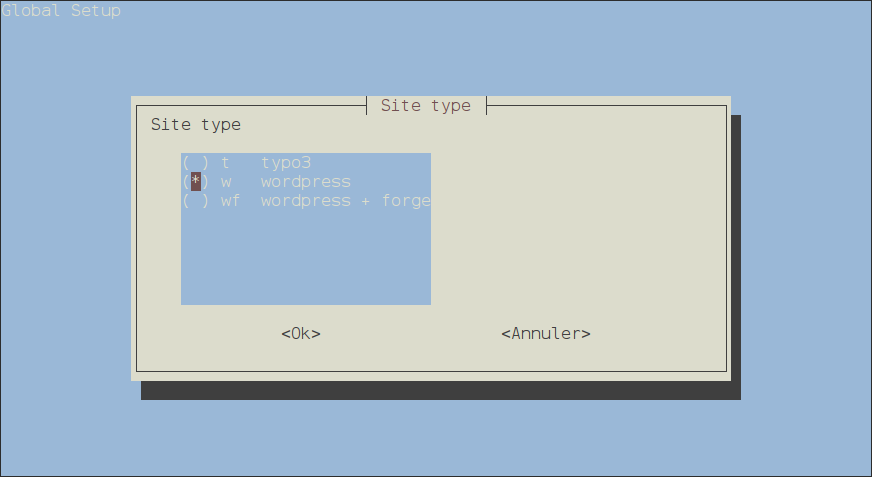 Global Setup
Site type
Site type
( ) t   typo3
(*) w   wordpress
( ) wf  wordpress + forge
<Ok> <Annuler>